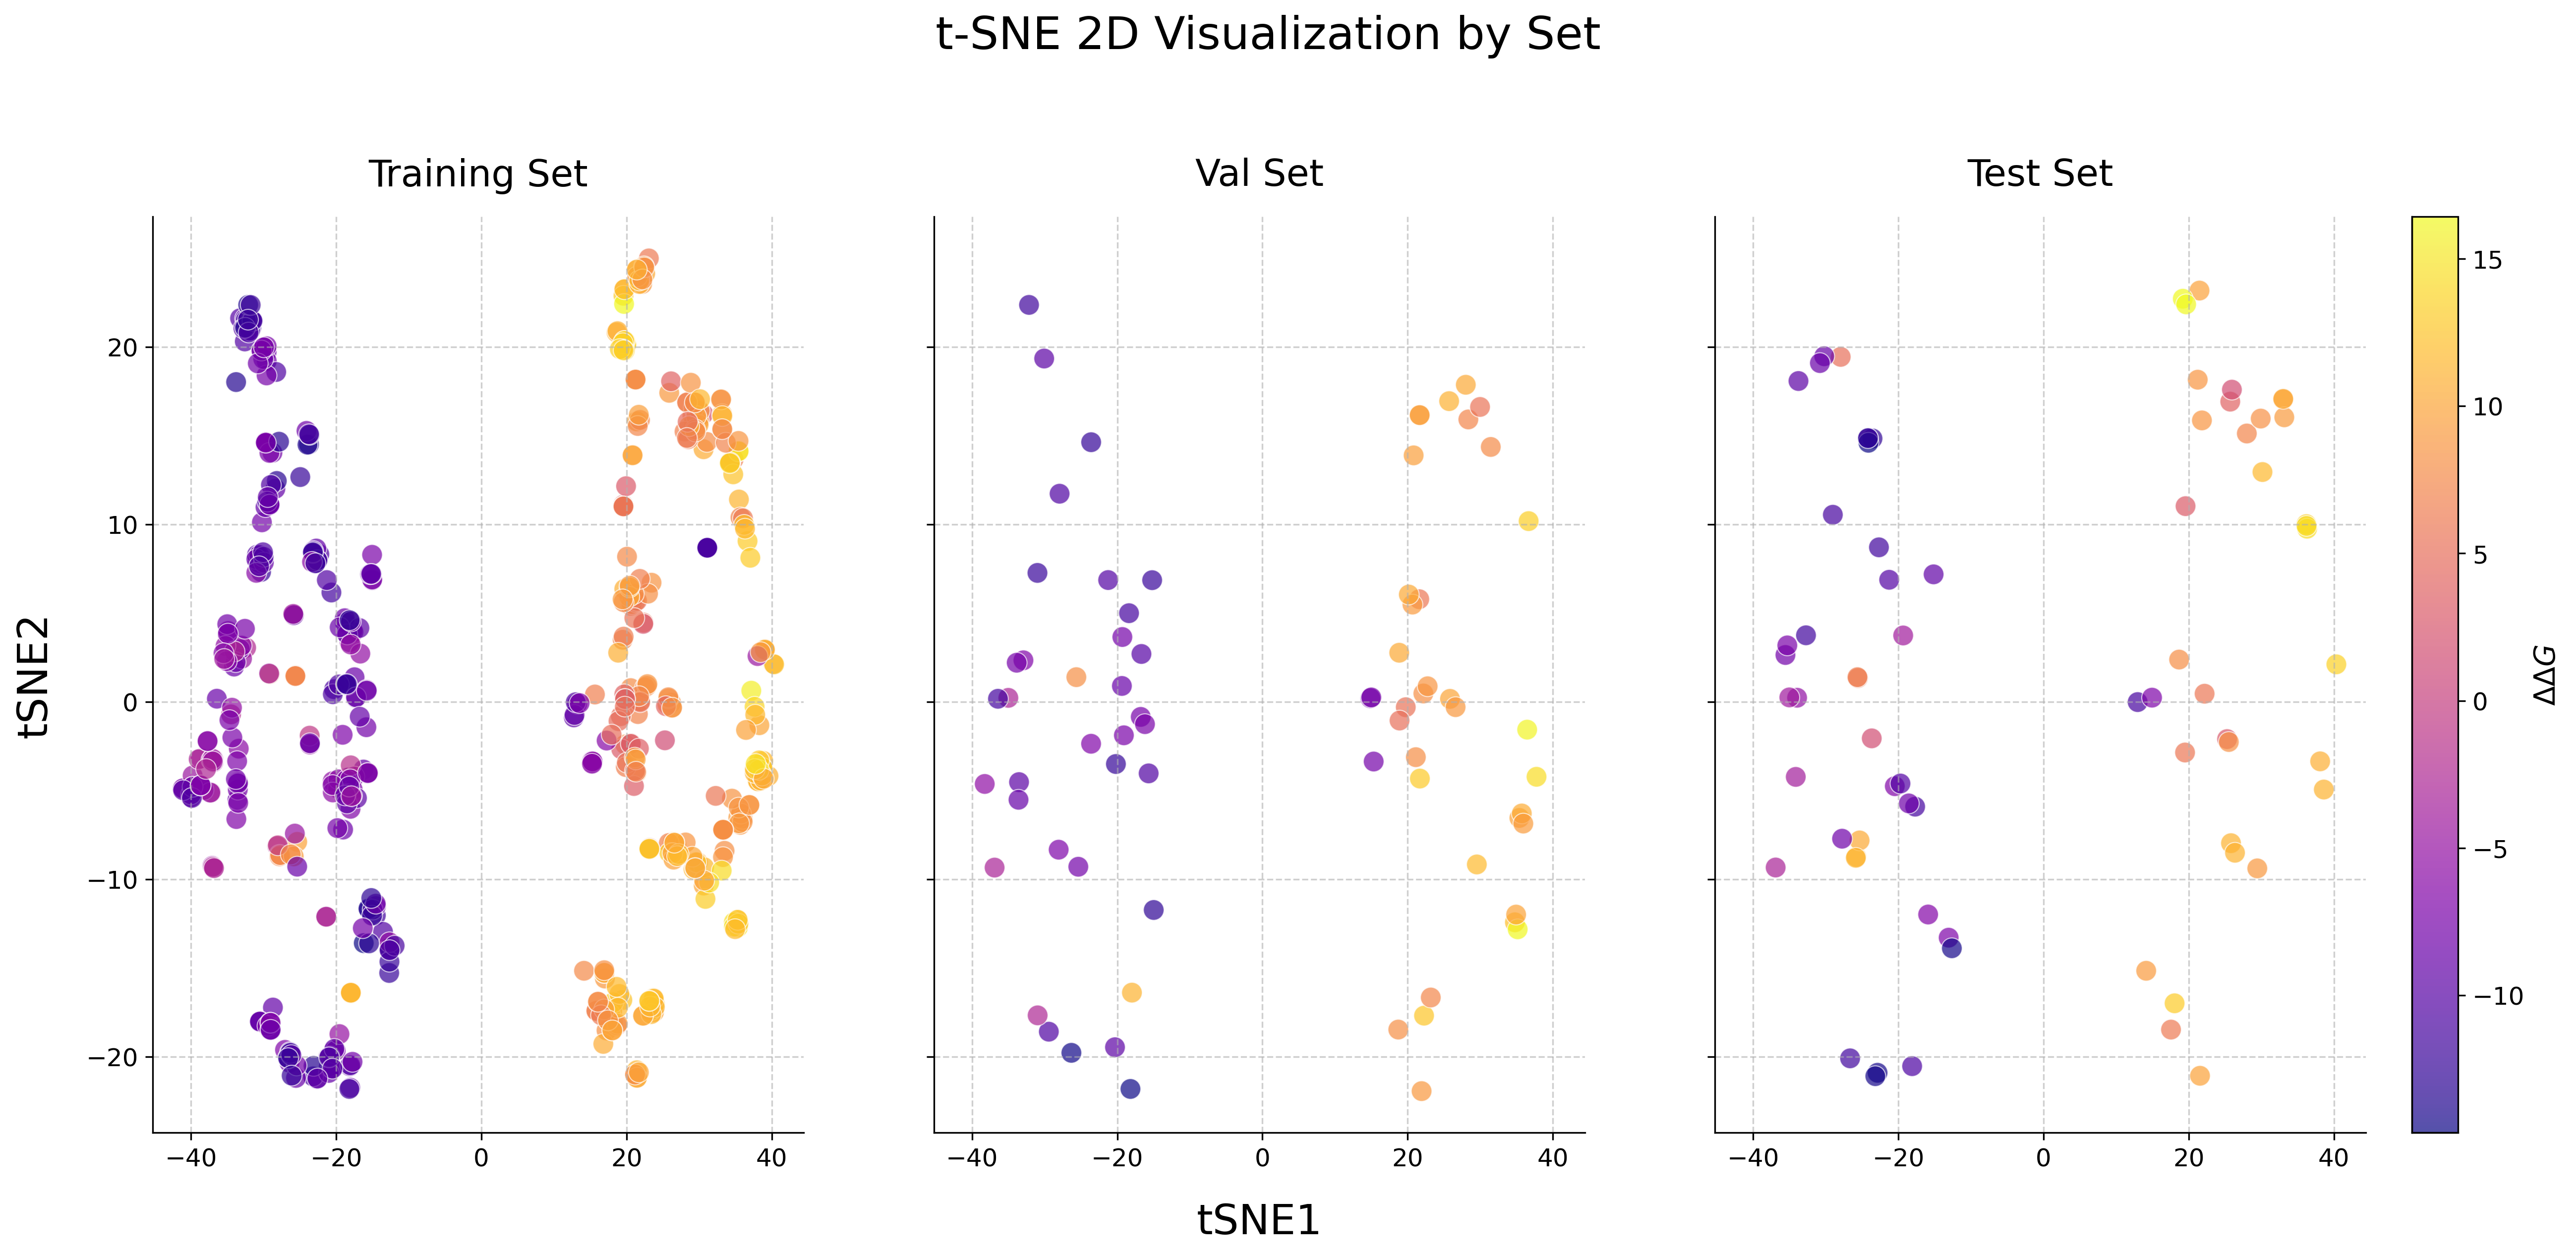 t-SNE 2D Visualization by Set
Training Set
Val Set
Test Set
tSNE2
20
10
0
−10
−20
−40 −20 0 20 40
−40 −20 0 20 40
−40 −20 0 20 40
tSNE1
15
10
5
0
−5
−10
ΔΔG